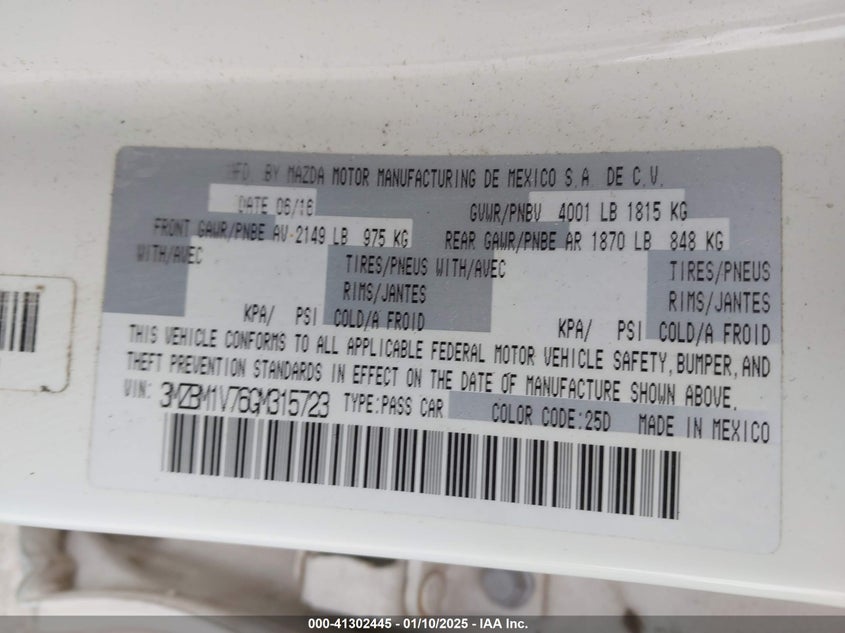 MFD. BY MAZDA MOTOR MANUFACTURING DE MEXICO S.A. DE C.V.
DATE 06/16 GVWR/PNBV 4001 LB 1815 KG
FRONT GAWR/PNBE AV 2149 LB 975 KG REAR GAWR/PNBE AR 1870 LB 848 KG
WITH/AVEC TIRES/PNEUS WITH/AVEC TIRES/PNEUS
RIMS/JANTES RIMS/JANTES
KPA/ PSI COLD/A FROID KPA/ PSI COLD/A FROID
THIS VEHICLE CONFORMS TO ALL APPLICABLE FEDERAL MOTOR VEHICLE SAFETY, BUMPER, AND
THEFT PREVENTION STANDARDS IN EFFECT ON THE DATE OF MANUFACTURE SHOWN ABOVE.
VIN: 3MZBM1V76GM315723 TYPE:PASS CAR COLOR CODE:25D MADE IN MEXICO
000-41302445 - 01/10/2025 - IAA Inc.